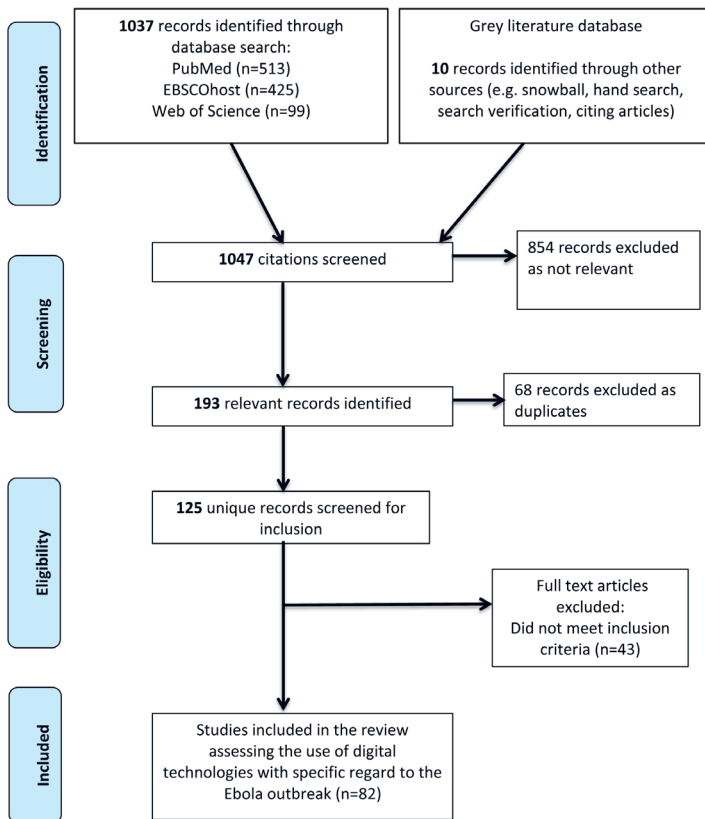 Identification
1037 records identified through
database search:
PubMed (n=513)
EBSCOhost (n=425)
Web of Science (n=99)
Grey literature database
10 records identified through other
sources (e.g. snowball, hand search,
search verification, citing articles)
Screening
1047 citations screened
854 records excluded
as not relevant
193 relevant records identified
68 records excluded as
duplicates
Eligibility
125 unique records screened for
inclusion
Full text articles
excluded:
Did not meet inclusion
criteria (n=43)
Included
Studies included in the review
assessing the use of digital
technologies with specific regard to the
Ebola outbreak (n=82)